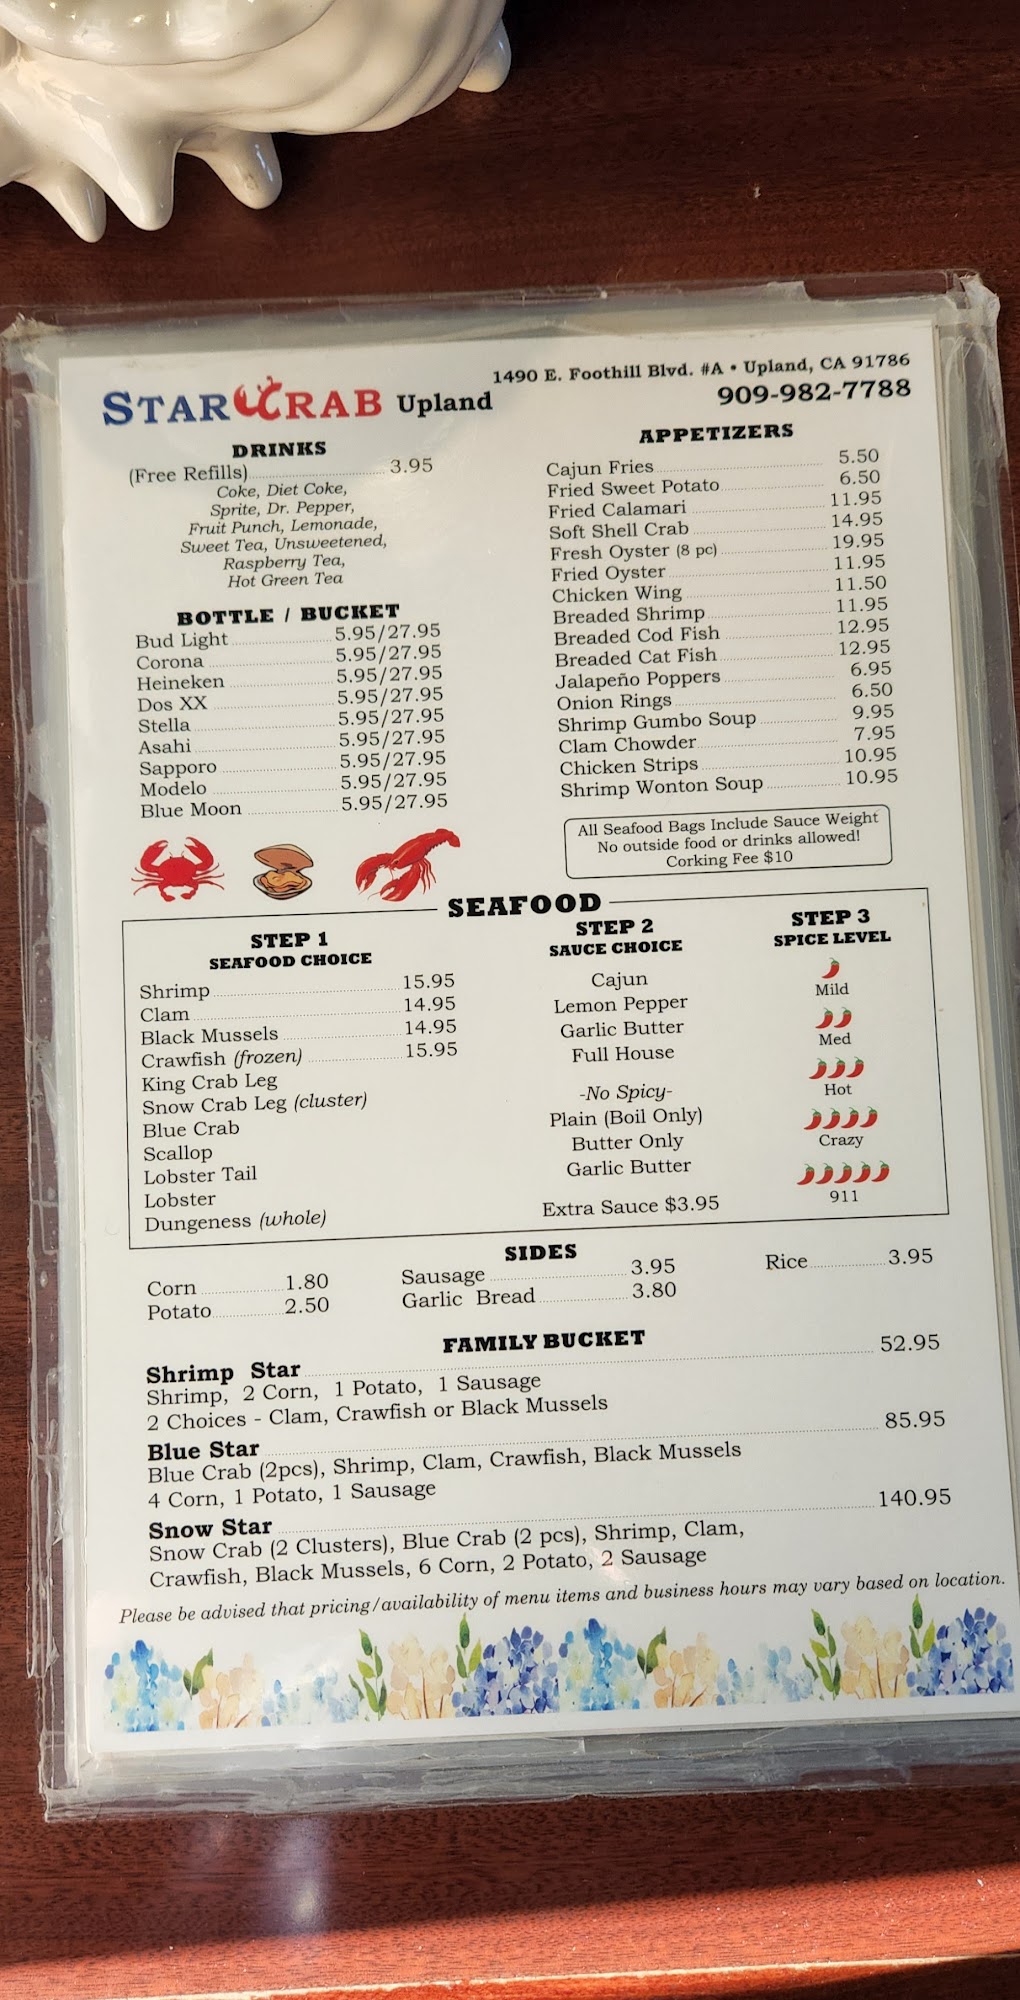 STAR CRAB Upland
1490 E. Foothill Blvd. #A • Upland, CA 91786
909-982-7788
DRINKS
(Free Refills) 3.95
Coke, Diet Coke,
Sprite, Dr. Pepper,
Fruit Punch, Lemonade,
Sweet Tea, Unsweetened,
Raspberry Tea,
Hot Green Tea
BOTTLE / BUCKET
Bud Light 5.95/27.95
Corona 5.95/27.95
Heineken 5.95/27.95
Dos XX 5.95/27.95
Stella 5.95/27.95
Asahi 5.95/27.95
Sapporo 5.95/27.95
Modelo 5.95/27.95
Blue Moon 5.95/27.95
APPETIZERS
Cajun Fries 5.50
Fried Sweet Potato 6.50
Fried Calamari 11.95
Soft Shell Crab 14.95
Fresh Oyster (8 pc) 19.95
Fried Oyster 11.95
Chicken Wing 11.50
Breaded Shrimp 11.95
Breaded Cod Fish 12.95
Breaded Cat Fish 12.95
Jalapeño Poppers 6.95
Onion Rings 6.50
Shrimp Gumbo Soup 9.95
Clam Chowder 7.95
Chicken Strips 10.95
Shrimp Wonton Soup 10.95
All Seafood Bags Include Sauce Weight
No outside food or drinks allowed!
Corking Fee $10
SEAFOOD
STEP 1
SEAFOOD CHOICE
Shrimp 15.95
Clam 14.95
Black Mussels 14.95
Crawfish (frozen) 15.95
King Crab Leg
Snow Crab Leg (cluster)
Blue Crab
Scallop
Lobster Tail
Lobster
Dungeness (whole)
STEP 2
SAUCE CHOICE
Cajun
Lemon Pepper
Garlic Butter
Full House
-No Spicy-
Plain (Boil Only)
Butter Only
Garlic Butter
Extra Sauce $3.95
STEP 3
SPICE LEVEL
Mild
Med
Hot
Crazy
911
SIDES
Corn 1.80
Potato 2.50
Sausage 3.95
Garlic Bread 3.80
Rice 3.95
FAMILY BUCKET
Shrimp Star 52.95
Shrimp, 2 Corn, 1 Potato, 1 Sausage
2 Choices - Clam, Crawfish or Black Mussels
Blue Star 85.95
Blue Crab (2pcs), Shrimp, Clam, Crawfish, Black Mussels
4 Corn, 1 Potato, 1 Sausage
Snow Star 140.95
Snow Crab (2 Clusters), Blue Crab (2 pcs), Shrimp, Clam,
Crawfish, Black Mussels, 6 Corn, 2 Potato, 2 Sausage
Please be advised that pricing/availability of menu items and business hours may vary based on location.